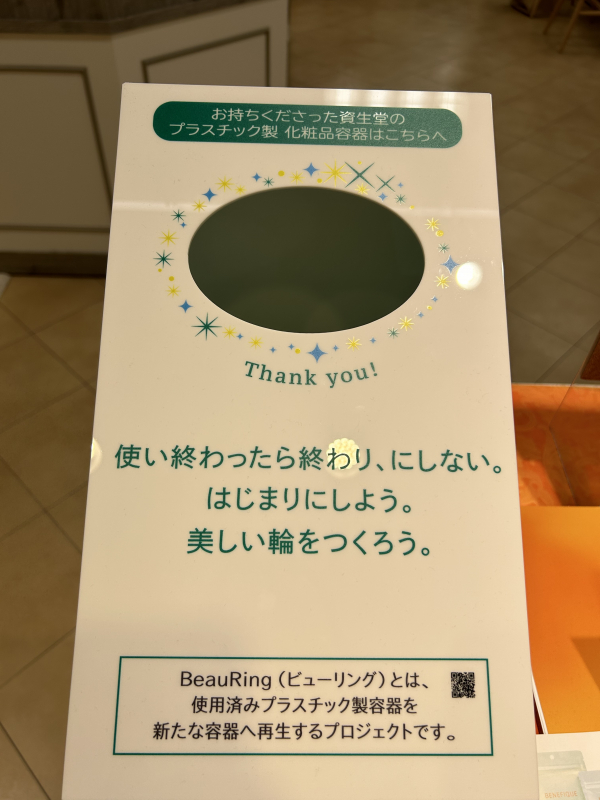 お持ちくださった資生堂の
プラスチック製 化粧品容器はこちらへ
Thank you!
使い終わったら終わり、にしない。
はじまりにしよう。
美しい輪をつくろう。
BeauRing（ビューリング）とは、
使用済みプラスチック製容器を
新たな容器へ再生するプロジェクトです。